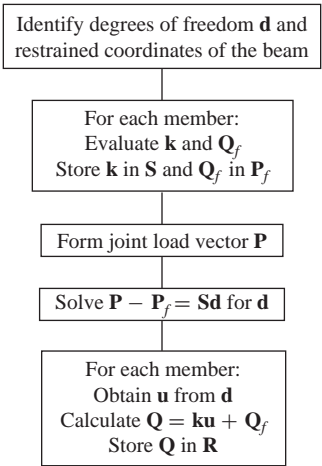 Identify degrees of freedom d and
restrained coordinates of the beam
For each member:
Evaluate k and Q_f
Store k in S and Q_f in P_f
Form joint load vector P
Solve P − P_f = Sd for d
For each member:
Obtain u from d
Calculate Q = ku + Q_f
Store Q in R